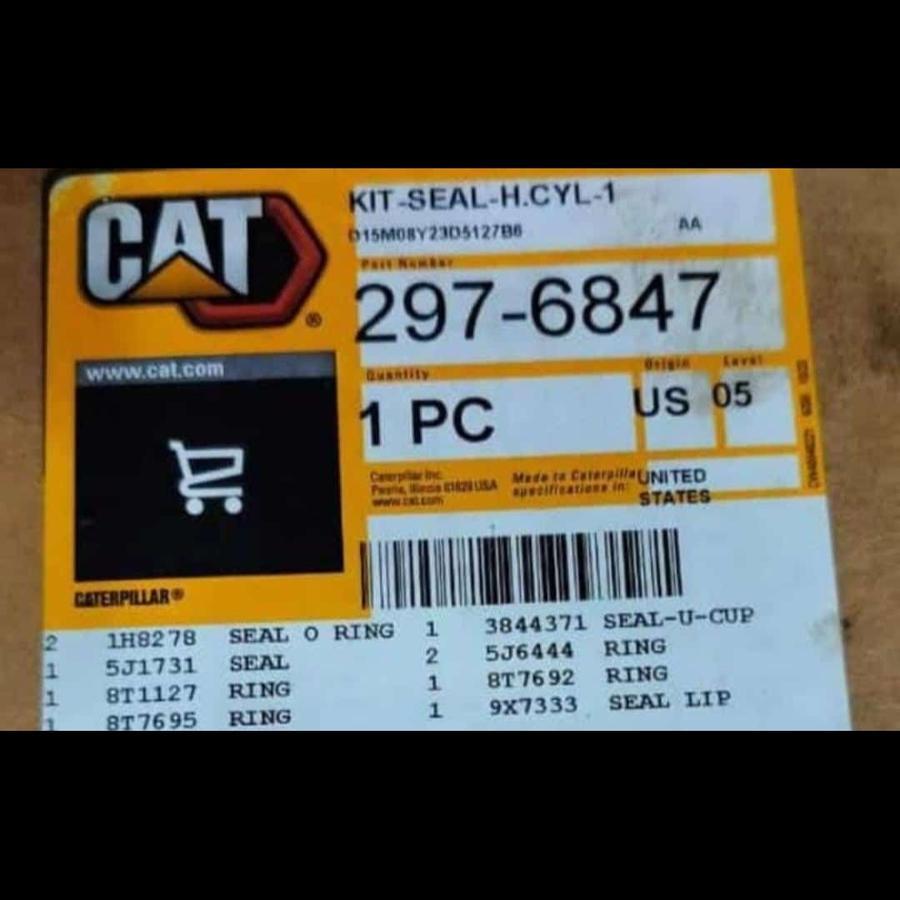 CAT
®
www.cat.com
CATERPILLAR®
KIT-SEAL-H.CYL-1
D15M08Y23D5127B6 AA
Part Number
297-6847
Quantity Origin Level
1 PC US 05
Caterpillar Inc.
Peoria, Illinois 61629 USA
www.cat.com
Made to Caterpillar
specifications in:
UNITED
STATES
2 1H8278 SEAL O RING 1 3844371 SEAL-U-CUP
1 5J1731 SEAL 2 5J6444 RING
1 8T1127 RING 1 8T7692 RING
1 8T7695 RING 1 9X7333 SEAL LIP